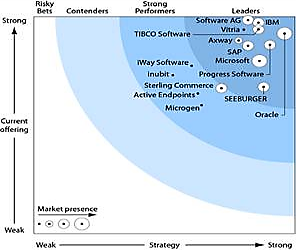 Risky Bets
Contenders
Strong Performers
Leaders
Strong
Current offering
Weak
Software AG
IBM
Vitria
TIBCO Software
Axway
SAP
iWay Software
Microsoft
Inubit
Progress Software
Sterling Commerce
Active Endpoints
SEEBURGER
Microgen
Oracle
Market presence
Weak
Strategy
Strong